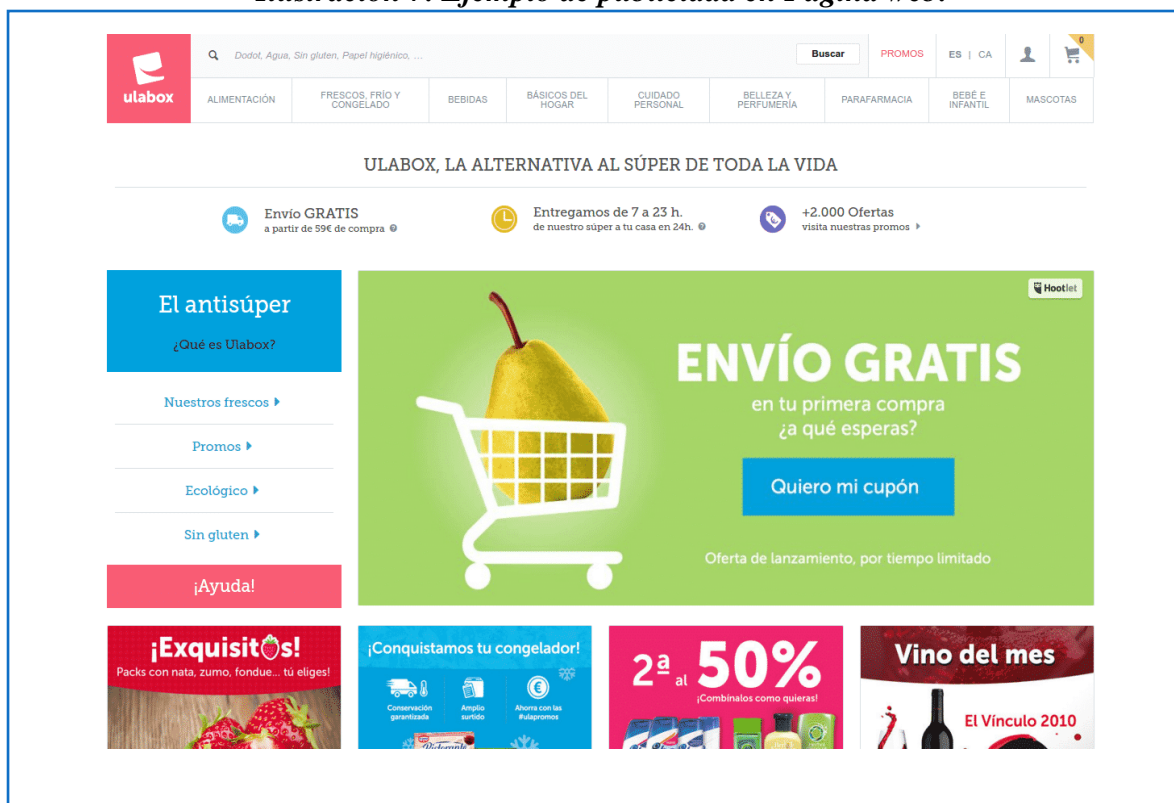 Ejemplo de publicidad en Página web.
Dodot, Agua, Sin gluten, Papel higiénico, ...
Buscar
PROMOS
ES | CA
0
ulabox
ALIMENTACIÓN
FRESCOS, FRÍO Y
CONGELADO
BEBIDAS
BÁSICOS DEL
HOGAR
CUIDADO
PERSONAL
BELLEZA Y
PERFUMERÍA
PARAFARMACIA
BEBÉ E
INFANTIL
MASCOTAS
ULABOX, LA ALTERNATIVA AL SÚPER DE TODA LA VIDA
Envío GRATIS
a partir de 59€ de compra
Entregamos de 7 a 23 h.
de nuestro súper a tu casa en 24h.
+2.000 Ofertas
visita nuestras promos
El antisúper
¿Qué es Ulabox?
Nuestros frescos
Promos
Ecológico
Sin gluten
¡Ayuda!
Hootlet
ENVÍO GRATIS
en tu primera compra
¿a qué esperas?
Quiero mi cupón
Oferta de lanzamiento, por tiempo limitado
¡Exquisitos!
Packs con nata, zumo, fondue... tú eliges!
¡Conquistamos tu congelador!
Conservación
garantizada
Amplio
surtido
Ahorra con las
#ulapromos
Ristorante
2ª al 50%
¡Combínalos como quieras!
Vino del mes
El Vínculo 2010